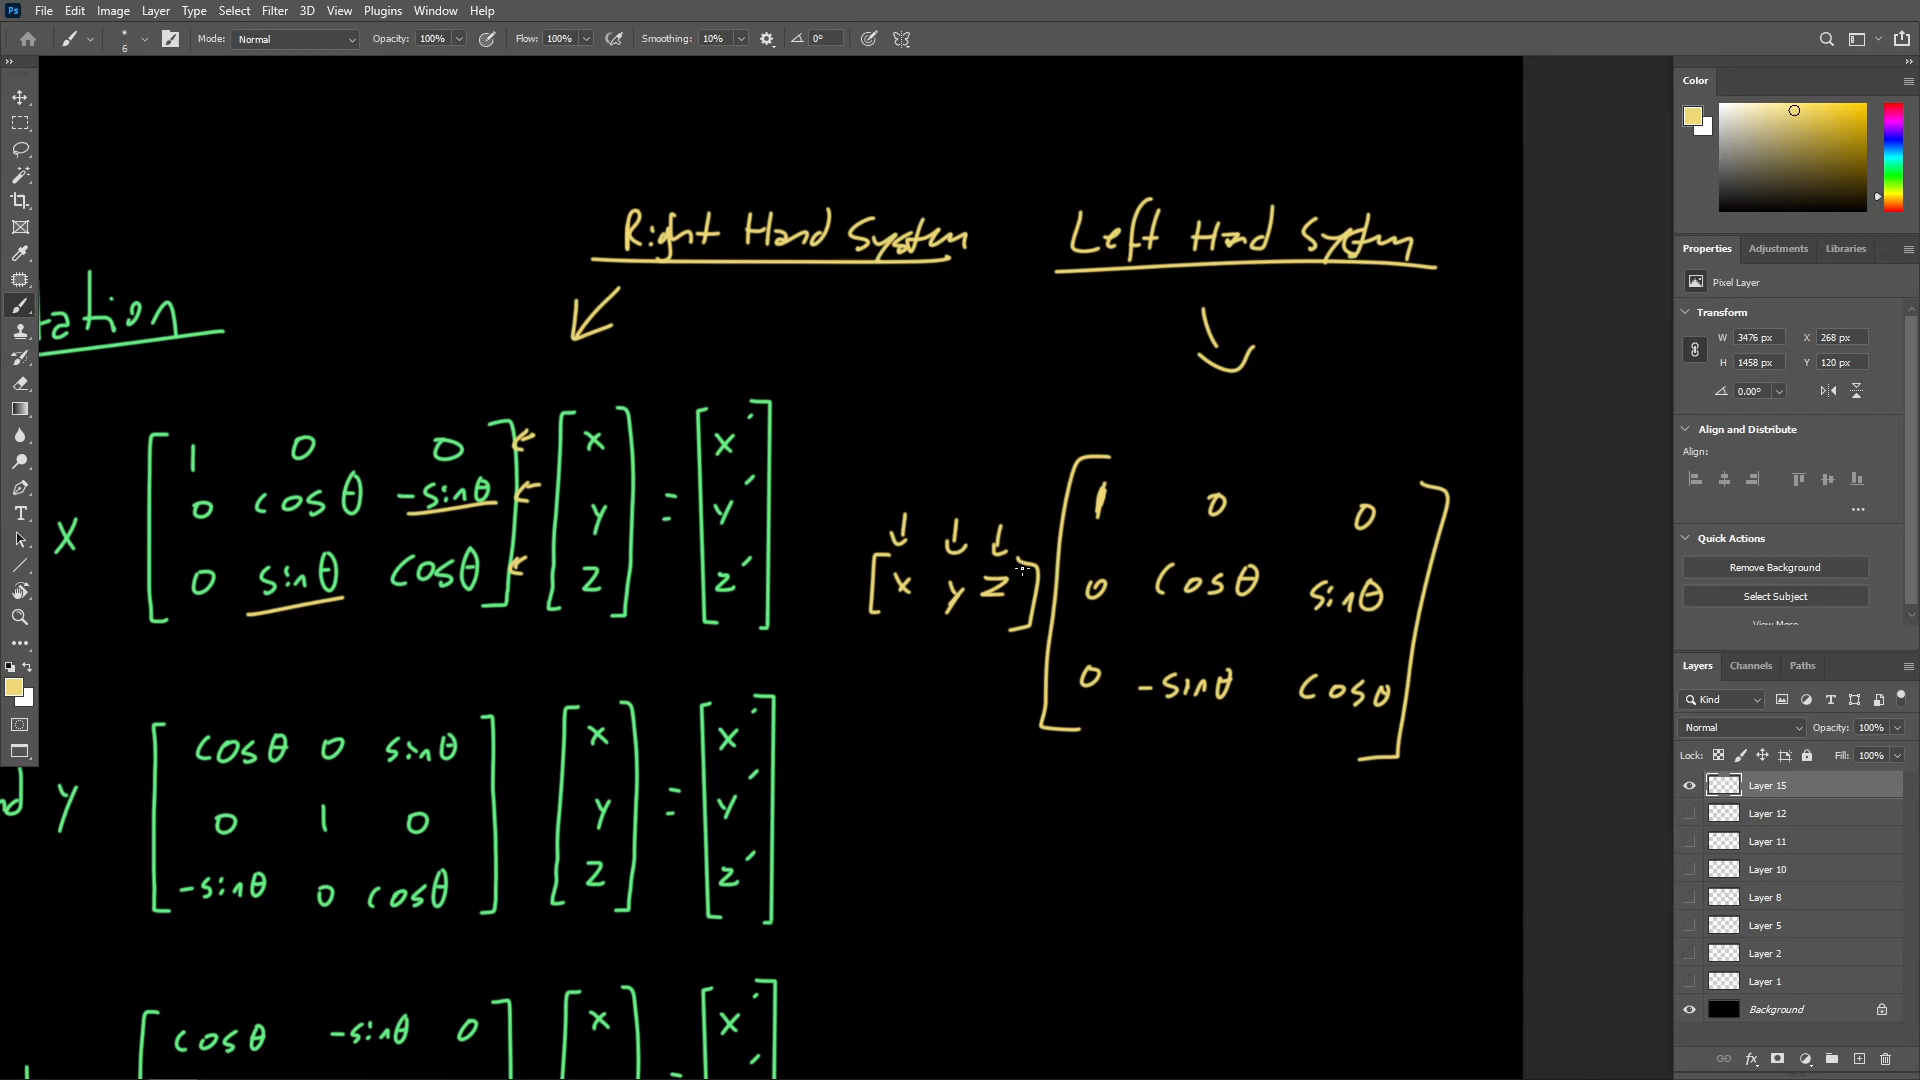 Ps File Edit Image Layer Type Select Filter 3D View Plugins Window Help
6 Mode: Normal Opacity: 100% Flow: 100% Smoothing: 10% 0°
Right Hand System Left Hand System
ation
X
1 0 0
0 cosθ -sinθ
0 sinθ cosθ
x
y
z
=
x'
y'
z'
x y z
1 0 0
0 cosθ sinθ
0 -sinθ cosθ
Y
cosθ 0 sinθ
0 1 0
-sinθ 0 cosθ
x
y
z
=
x'
y'
z'
cosθ -sinθ 0
x
=
x'
Color
Properties Adjustments Libraries
Pixel Layer
Transform
W 3476 px X 268 px
H 1458 px Y 120 px
0.00°
Align and Distribute
Align:
Quick Actions
Remove Background
Select Subject
View More
Layers Channels Paths
Kind
Normal Opacity: 100%
Lock: Fill: 100%
Layer 15
Layer 12
Layer 11
Layer 10
Layer 8
Layer 5
Layer 2
Layer 1
Background